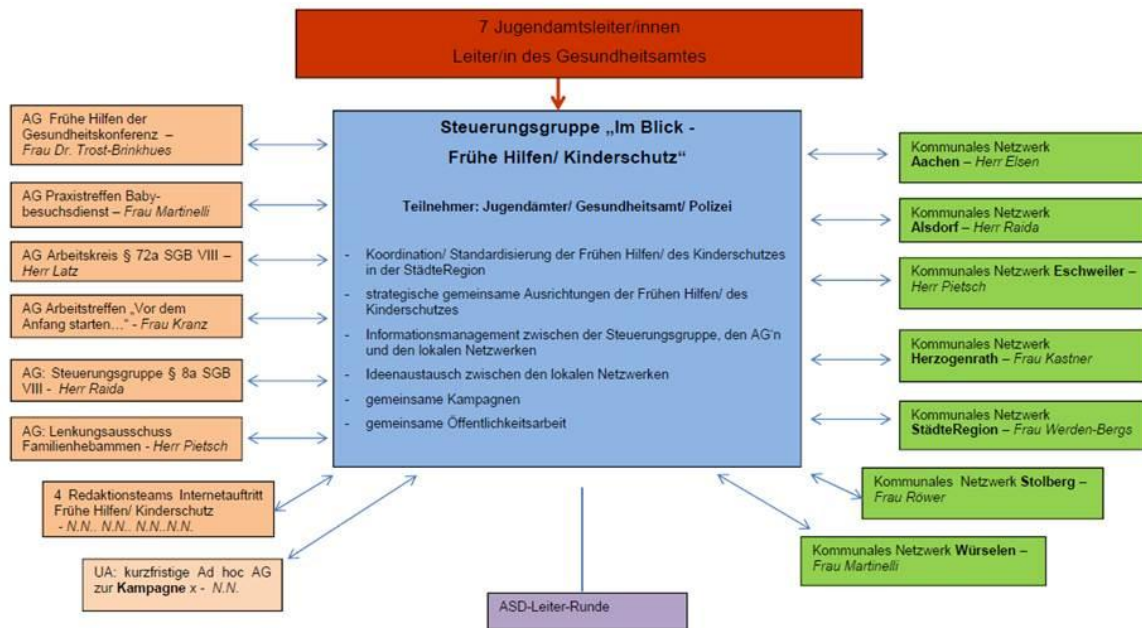 7 Jugendamtsleiter/innen
Leiter/in des Gesundheitsamtes
AG Frühe Hilfen der
Gesundheitskonferenz –
Frau Dr. Trost-Brinkhues
AG Praxistreffen Baby-
besuchsdienst – Frau Martinelli
AG Arbeitskreis § 72a SGB VIII –
Herr Latz
AG Arbeitstreffen „Vor dem
Anfang starten…“ - Frau Kranz
AG: Steuerungsgruppe § 8a SGB
VIII - Herr Raida
AG: Lenkungsausschuss
Familienhebammen - Herr Pietsch
4 Redaktionsteams Internetauftritt
Frühe Hilfen/ Kinderschutz
- N.N.. N.N.. N.N..N.N.
UA: kurzfristige Ad hoc AG
zur Kampagne x - N.N.
Steuerungsgruppe „Im Blick -
Frühe Hilfen/ Kinderschutz“
Teilnehmer: Jugendämter/ Gesundheitsamt/ Polizei
- Koordination/ Standardisierung der Frühen Hilfen/ des Kinderschutzes
in der StädteRegion
- strategische gemeinsame Ausrichtungen der Frühen Hilfen/ des
Kinderschutzes
- Informationsmanagement zwischen der Steuerungsgruppe, den AG‘n
und den lokalen Netzwerken
- Ideenaustausch zwischen den lokalen Netzwerken
- gemeinsame Kampagnen
- gemeinsame Öffentlichkeitsarbeit
Kommunales Netzwerk
Aachen – Herr Elsen
Kommunales Netzwerk
Alsdorf – Herr Raida
Kommunales Netzwerk Eschweiler –
Herr Pietsch
Kommunales Netzwerk
Herzogenrath – Frau Kastner
Kommunales Netzwerk
StädteRegion – Frau Werden-Bergs
Kommunales Netzwerk Stolberg –
Frau Röwer
Kommunales Netzwerk Würselen –
Frau Martinelli
ASD-Leiter-Runde